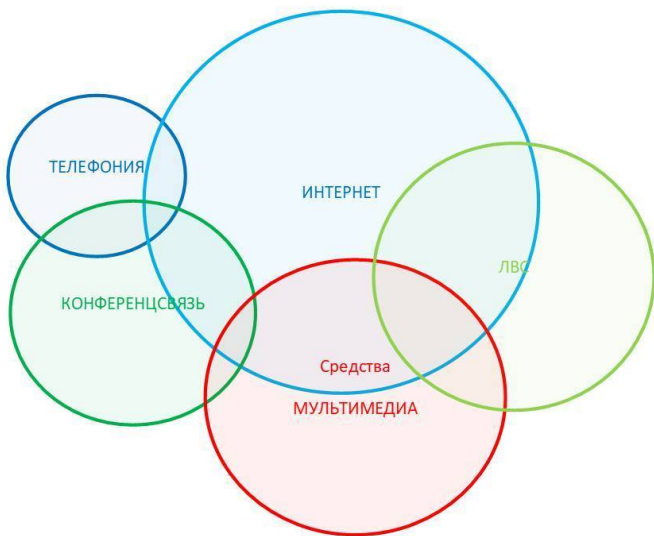 ТЕЛЕФОНИЯ
ИНТЕРНЕТ
ЛВС
КОНФЕРЕНЦСВЯЗЬ
Средства
МУЛЬТИМЕДИА